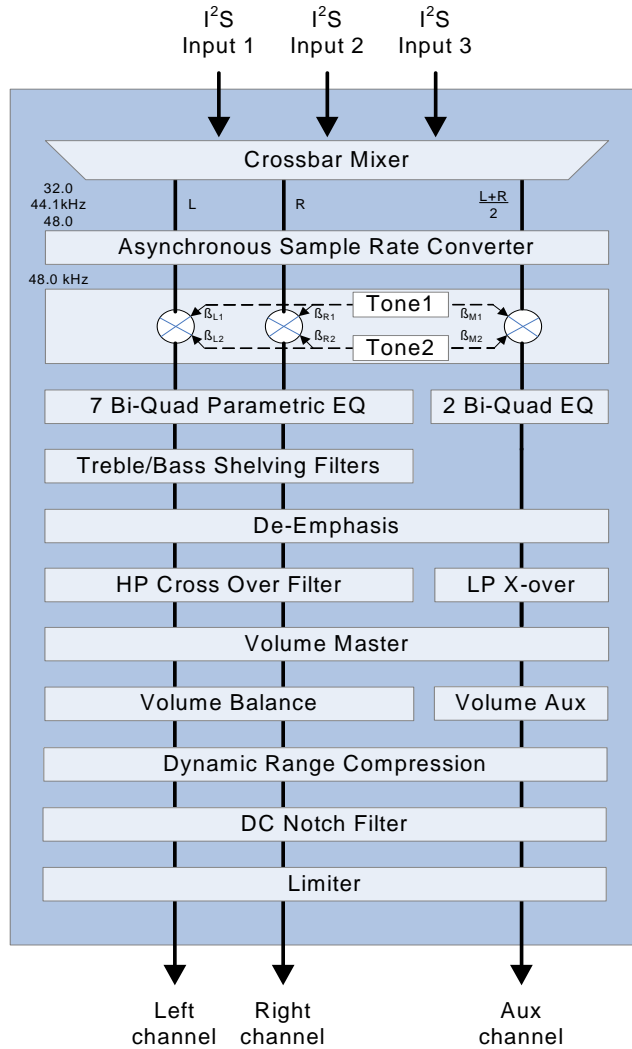 I²S I²S I²S
Input 1 Input 2 Input 3
Crossbar Mixer
32.0
44.1kHz
48.0
L R L+R
2
Asynchronous Sample Rate Converter
48.0 kHz
ßL1 ßR1 Tone1 ßM1
ßL2 ßR2 Tone2 ßM2
7 Bi-Quad Parametric EQ 2 Bi-Quad EQ
Treble/Bass Shelving Filters
De-Emphasis
HP Cross Over Filter LP X-over
Volume Master
Volume Balance Volume Aux
Dynamic Range Compression
DC Notch Filter
Limiter
Left Right Aux
channel channel channel